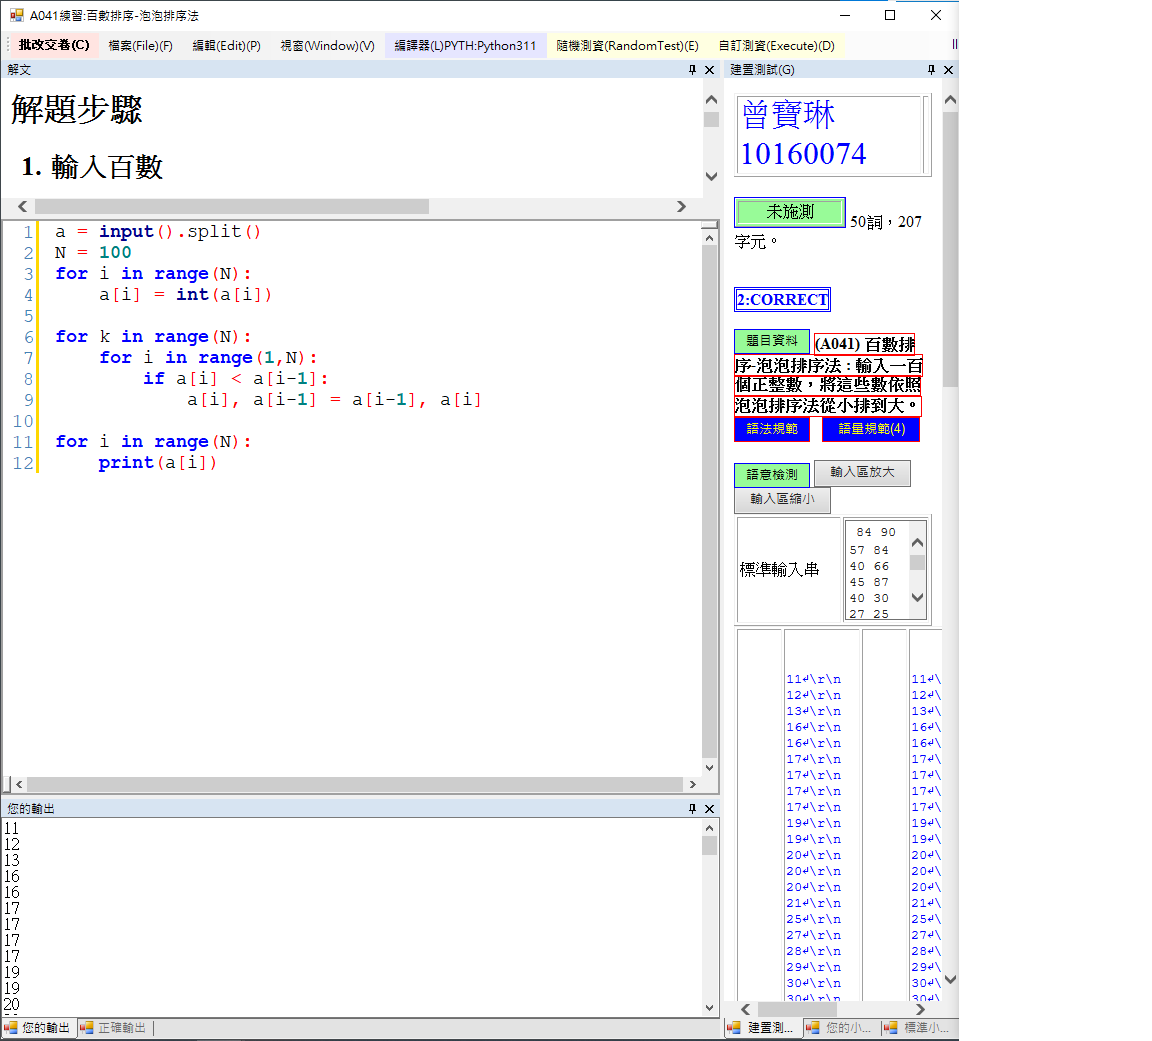 A041練習:百數排序-泡泡排序法
批改交卷(C) 檔案(File)(F) 編輯(Edit)(P) 視窗(Window)(V) 編譯器(L)PYTH:Python311 隨機測資(RandomTest)(E) 自訂測資(Execute)(D)
解文
解題步驟
1. 輸入百數
1 a = input().split()
2 N = 100
3 for i in range(N):
4     a[i] = int(a[i])
5
6 for k in range(N):
7     for i in range(1,N):
8         if a[i] < a[i-1]:
9             a[i], a[i-1] = a[i-1], a[i]
10
11 for i in range(N):
12     print(a[i])
您的輸出
11
12
13
16
16
17
17
17
17
19
19
20
您的輸出 正確輸出
建置測試(G)
曾寶琳
10160074
未施測 50詞，207
字元。
2:CORRECT
題目資料 (A041) 百數排
序-泡泡排序法 : 輸入一百
個正整數，將這些數依照
泡泡排序法從小排到大。
語法規範 語量規範(4)
語意檢測 輸入區放大
輸入區縮小
標準輸入串
84 90
57 84
40 66
45 87
40 30
27 25
11↵\r\n 11↵\
12↵\r\n 12↵\
13↵\r\n 13↵\
16↵\r\n 16↵\
16↵\r\n 16↵\
17↵\r\n 17↵\
17↵\r\n 17↵\
17↵\r\n 17↵\
17↵\r\n 17↵\
19↵\r\n 19↵\
19↵\r\n 19↵\
20↵\r\n 20↵\
20↵\r\n 20↵\
20↵\r\n 20↵\
21↵\r\n 21↵\
25↵\r\n 25↵\
27↵\r\n 27↵\
28↵\r\n 28↵\
29↵\r\n 29↵\
30↵\r\n 30↵\
30↵\r\n 30↵\
建置測... 您的小... 標準小...